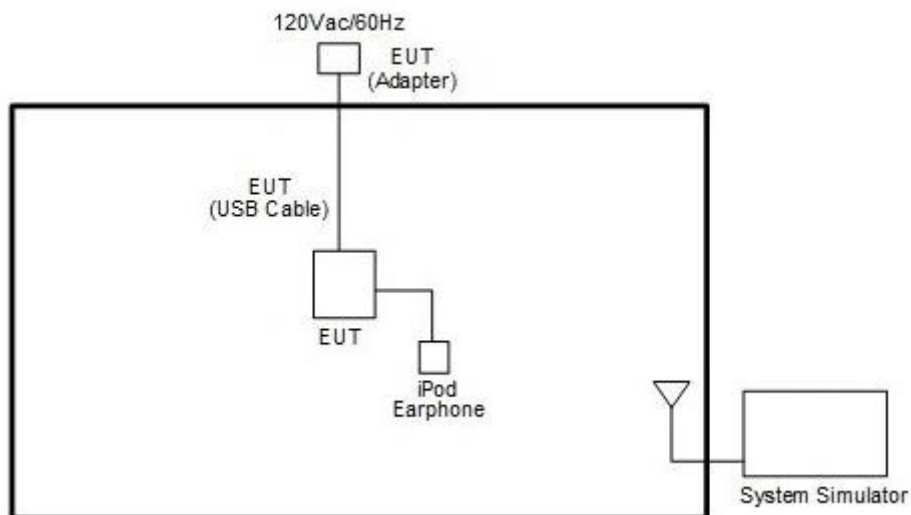 120Vac/60Hz
EUT
(Adapter)
EUT
(USB Cable)
EUT
iPod
Earphone
System Simulator